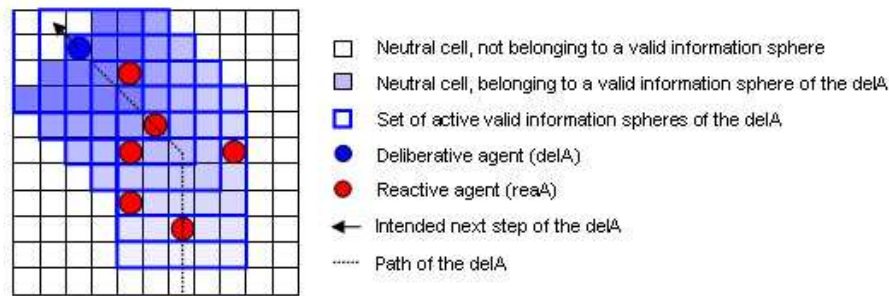 Neutral cell, not belonging to a valid information sphere
Neutral cell, belonging to a valid information sphere of the delA
Set of active valid information spheres of the delA
Deliberative agent (delA)
Reactive agent (reaA)
Intended next step of the delA
Path of the delA